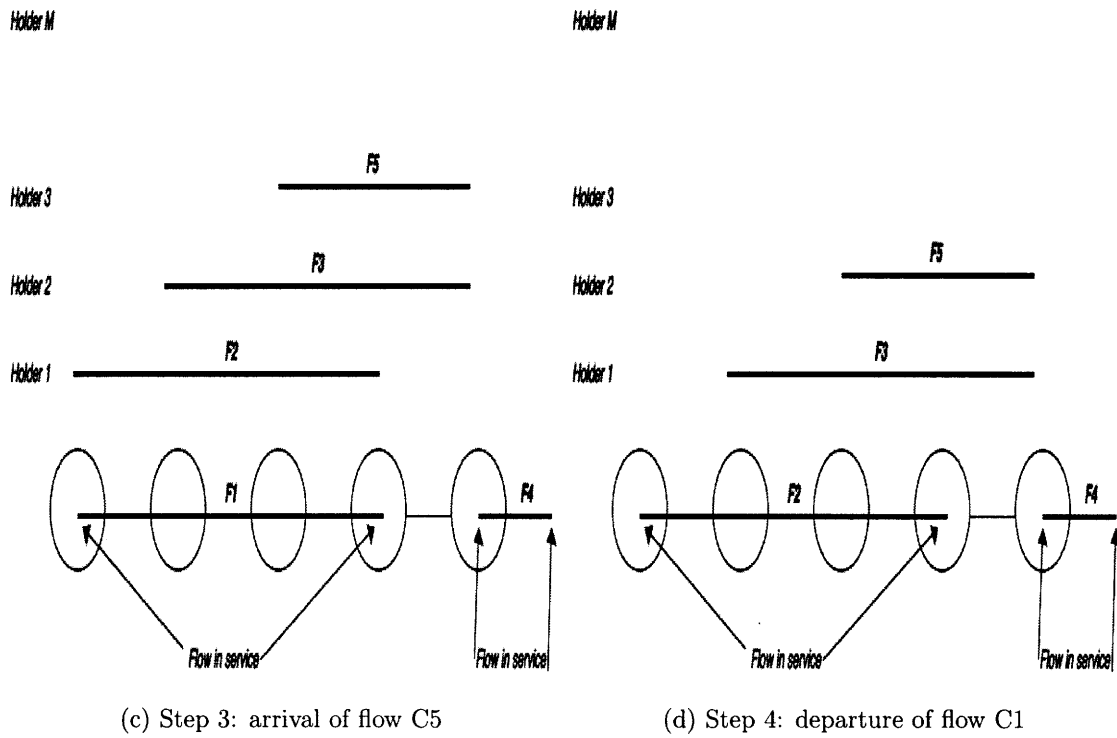 Holder M
F5
Holder 3
F3
Holder 2
F2
Holder 1
F1
F4
Flow in service
Flow in service
(c) Step 3: arrival of flow C5
Holder M
Holder 3
F5
Holder 2
F3
Holder 1
F2
F4
Flow in service
Flow in service
(d) Step 4: departure of flow C1